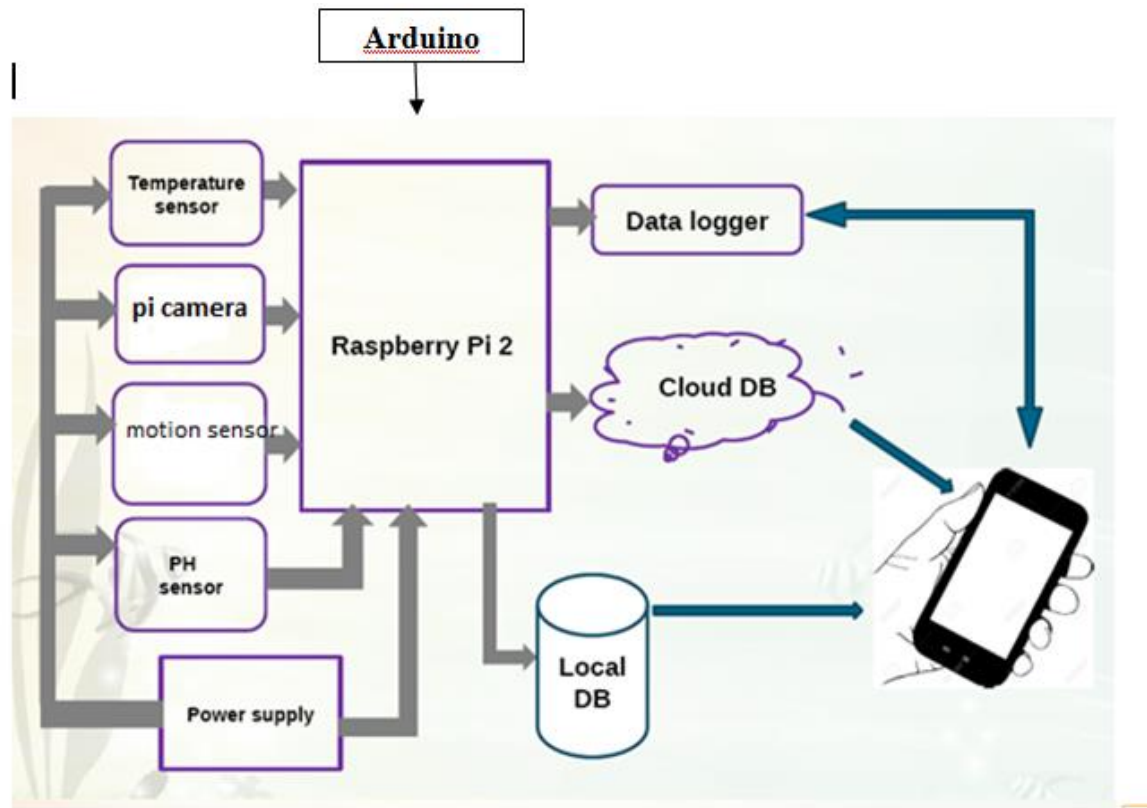 Arduino
Temperature
sensor
pi camera
motion sensor
PH
sensor
Power supply
Raspberry Pi 2
Data logger
Cloud DB
Local
DB